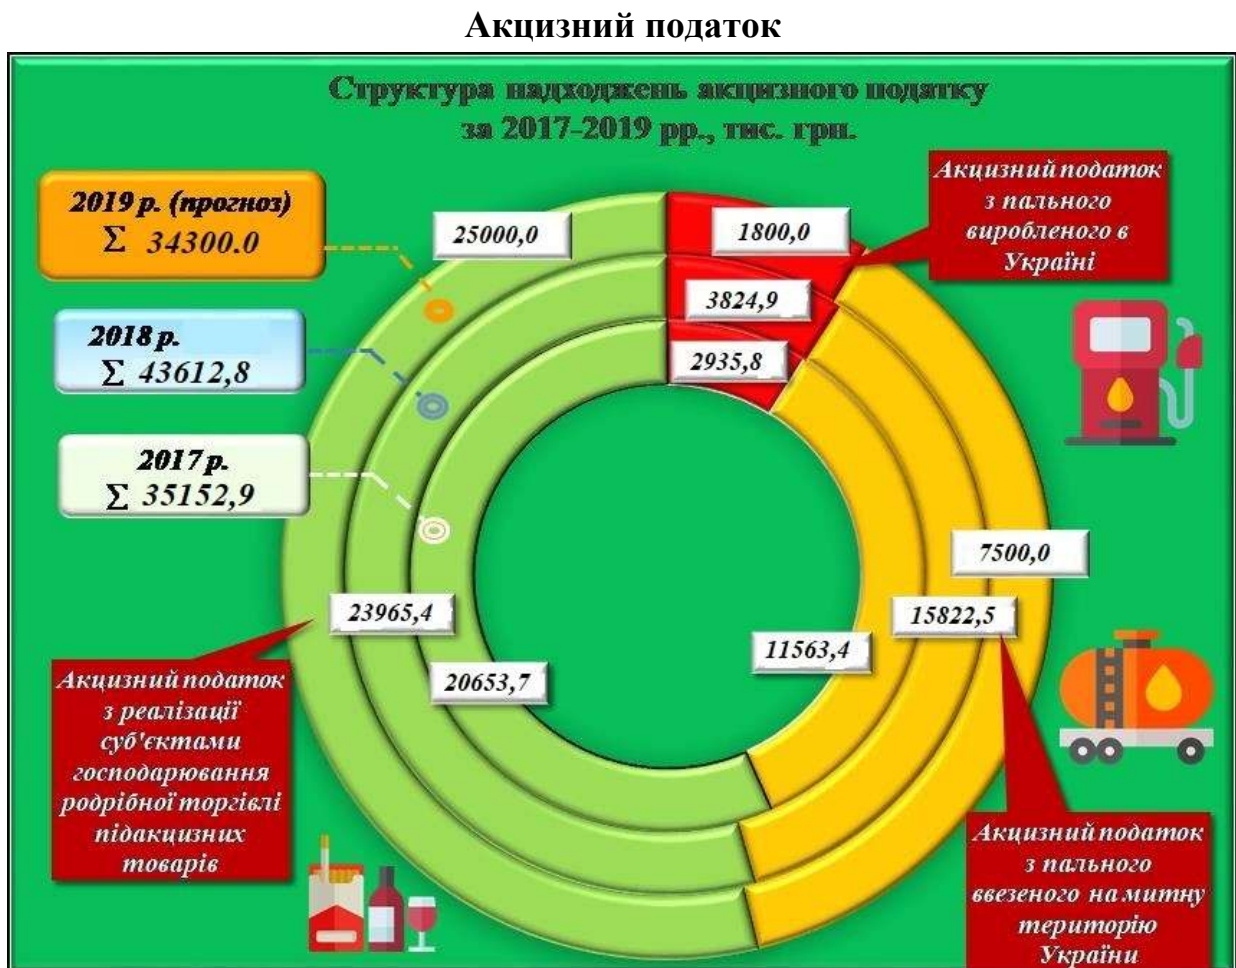 Акцизний податок
Структура надходжень акцизного податку
за 2017-2019 рр., тис. грн.
2019 р. (прогноз)
Σ 34300.0
2018 р.
Σ 43612,8
2017 р.
Σ 35152,9
25000,0
1800,0
3824,9
2935,8
Акцизний податок
з пального
виробленого в
Україні
7500,0
15822,5
11563,4
23965,4
20653,7
Акцизний податок
з реалізації
суб'єктами
господарювання
родрібної торгівлі
підакцизних
товарів
Акцизний податок
з пального
ввезеного на митну
територію
України